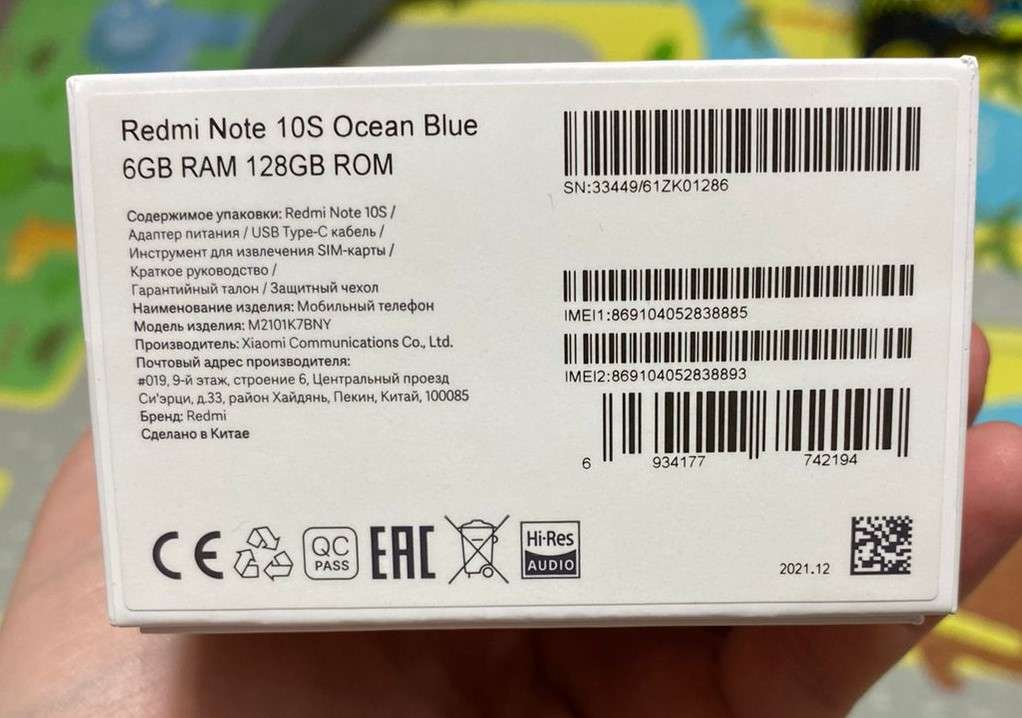 Redmi Note 10S Ocean Blue
6GB RAM 128GB ROM
Содержимое упаковки: Redmi Note 10S /
Адаптер питания / USB Type-C кабель /
Инструмент для извлечения SIM-карты /
Краткое руководство /
Гарантийный талон / Защитный чехол
Наименование изделия: Мобильный телефон
Модель изделия: M2101K7BNY
Производитель: Xiaomi Communications Co., Ltd.
Почтовый адрес производителя:
#019, 9-й этаж, строение 6, Центральный проезд
Си'эрци, д.33, район Хайдянь, Пекин, Китай, 100085
Бренд: Redmi
Сделано в Китае
SN:33449/61ZK01286
IMEI1:869104052838885
IMEI2:869104052838893
6 934177 742194
CE
QC
PASS
EAC
Hi-Res
AUDIO
2021.12